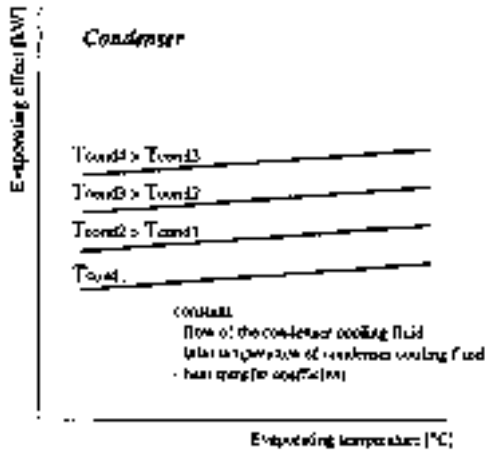 Evaporating effect [kW]
Condenser
Tcond4 > Tcond3
Tcond3 > Tcond2
Tcond2 > Tcond1
Tcond1
constant
flow of the condenser cooling fluid
inlet temperature of condenser cooling fluid
- heat transfer coefficient
Evaporating temperature [°C]